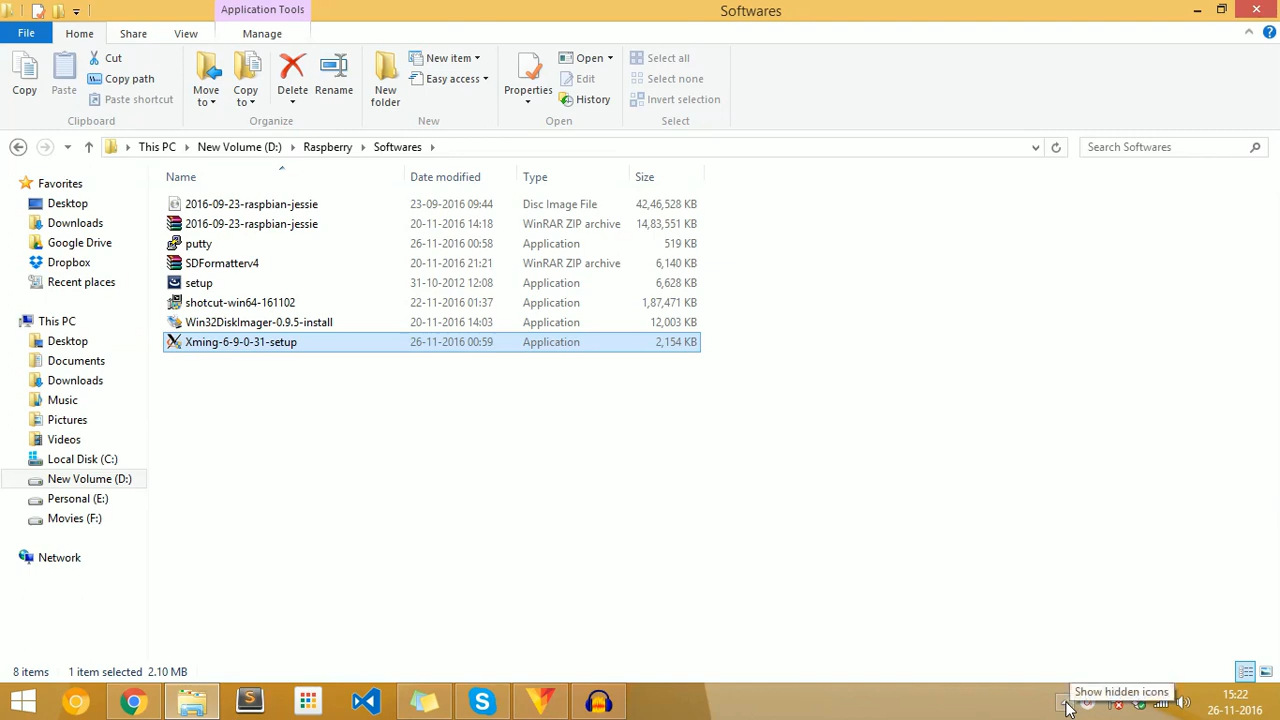 Application Tools
Softwares
File
Home
Share
View
Manage
Copy
Paste
Cut
Copy path
Paste shortcut
Clipboard
Move to
Copy to
Delete
Rename
Organize
New folder
New item
Easy access
New
Properties
Open
Edit
History
Open
Select all
Select none
Invert selection
Select
This PC
New Volume (D:)
Raspberry
Softwares
Search Softwares
Name
Date modified
Type
Size
2016-09-23-raspbian-jessie 23-09-2016 09:44 Disc Image File 42,46,528 KB
2016-09-23-raspbian-jessie 20-11-2016 14:18 WinRAR ZIP archive 14,83,551 KB
putty 26-11-2016 00:58 Application 519 KB
SDFormatterv4 20-11-2016 21:21 WinRAR ZIP archive 6,140 KB
setup 31-10-2012 12:08 Application 6,628 KB
shotcut-win64-161102 22-11-2016 01:37 Application 1,87,471 KB
Win32DiskImager-0.9.5-install 20-11-2016 14:03 Application 12,003 KB
Xming-6-9-0-31-setup 26-11-2016 00:59 Application 2,154 KB
Favorites
Desktop
Downloads
Google Drive
Dropbox
Recent places
This PC
Desktop
Documents
Downloads
Music
Pictures
Videos
Local Disk (C:)
New Volume (D:)
Personal (E:)
Movies (F:)
Network
8 items 1 item selected 2.10 MB
Show hidden icons
15:22
26-11-2016